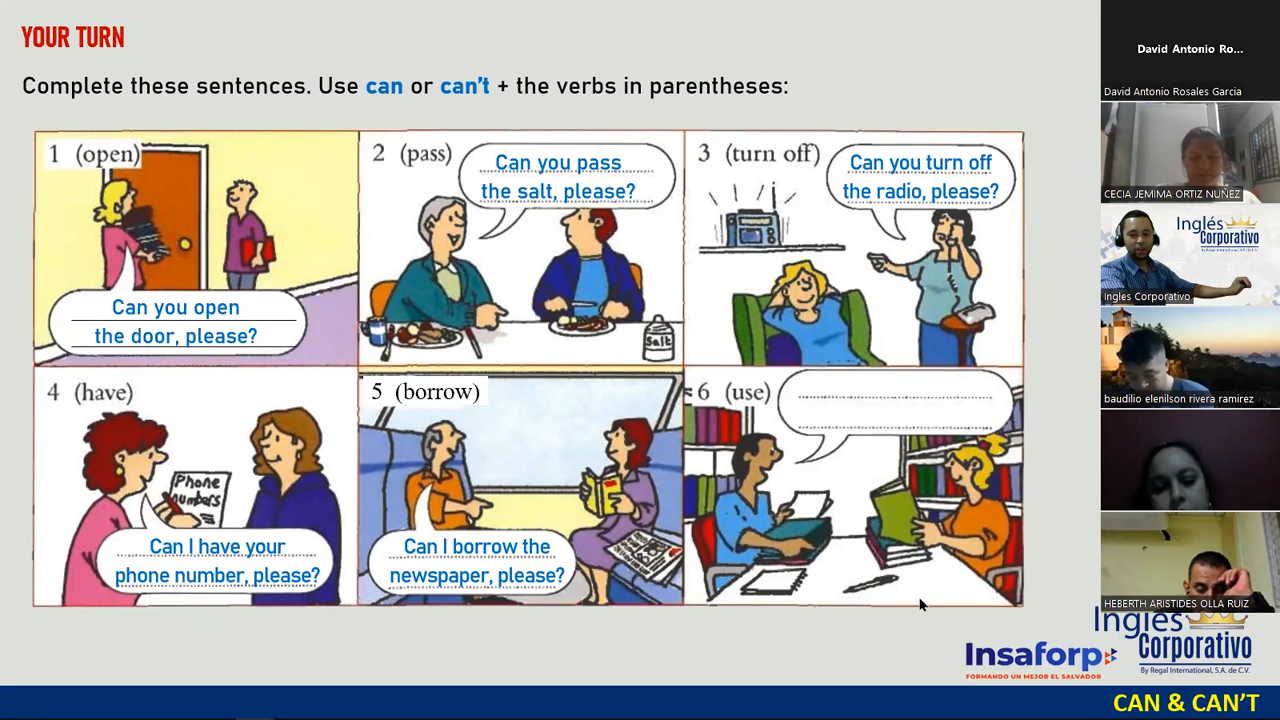 YOUR TURN
Complete these sentences. Use can or can't + the verbs in parentheses:
1 (open)
Can you open
the door, please?
2 (pass)
Can you pass
the salt, please?
Salt
3 (turn off)
Can you turn off
the radio, please?
4 (have)
Phone
numbers
Can I have your
phone number, please?
5 (borrow)
Can I borrow the
newspaper, please?
6 (use)
Insaforp
FORMANDO UN MEJOR EL SALVADOR
Inglés
Corporativo
By Regal International, S.A. de C.V.
CAN & CAN'T
David Antonio Ro...
David Antonio Rosales Garcia
CECIA JEMIMA ORTIZ NUÑEZ
Inglés
Corporativo
Ingles Corporativo
baudilio elenilson rivera ramirez
HEBERTH ARISTIDES OLLA RUIZ